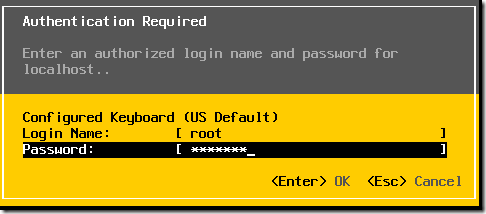 Authentication Required
Enter an authorized login name and password for
localhost..
Configured Keyboard (US Default)
Login Name: [ root ]
Password: [ *******_ ]
<Enter> OK <Esc> Cancel